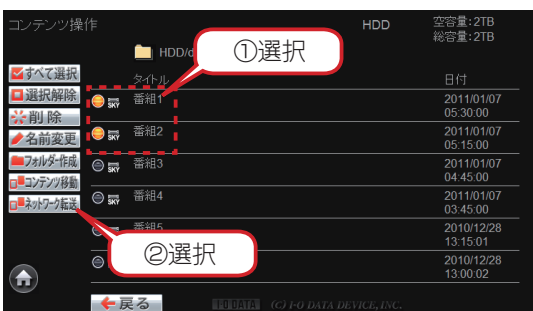 コンテンツ操作
HDD
空容量:2TB
総容量:2TB
HDD/d
①選択
すべて選択
タイトル
日付
選択解除
SKY
番組1
2011/01/07
05:30:00
削 除
名前変更
SKY
番組2
2011/01/07
05:15:00
フォルダー作成
SKY
番組3
2011/01/07
04:45:00
コンテンツ移動
ネットワーク転送
SKY
番組4
2011/01/07
03:45:00
番組5
2010/12/28
13:15:01
②選択
2010/12/28
13:00:02
戻る
I-O DATA
(C) I-O DATA DEVICE, INC.